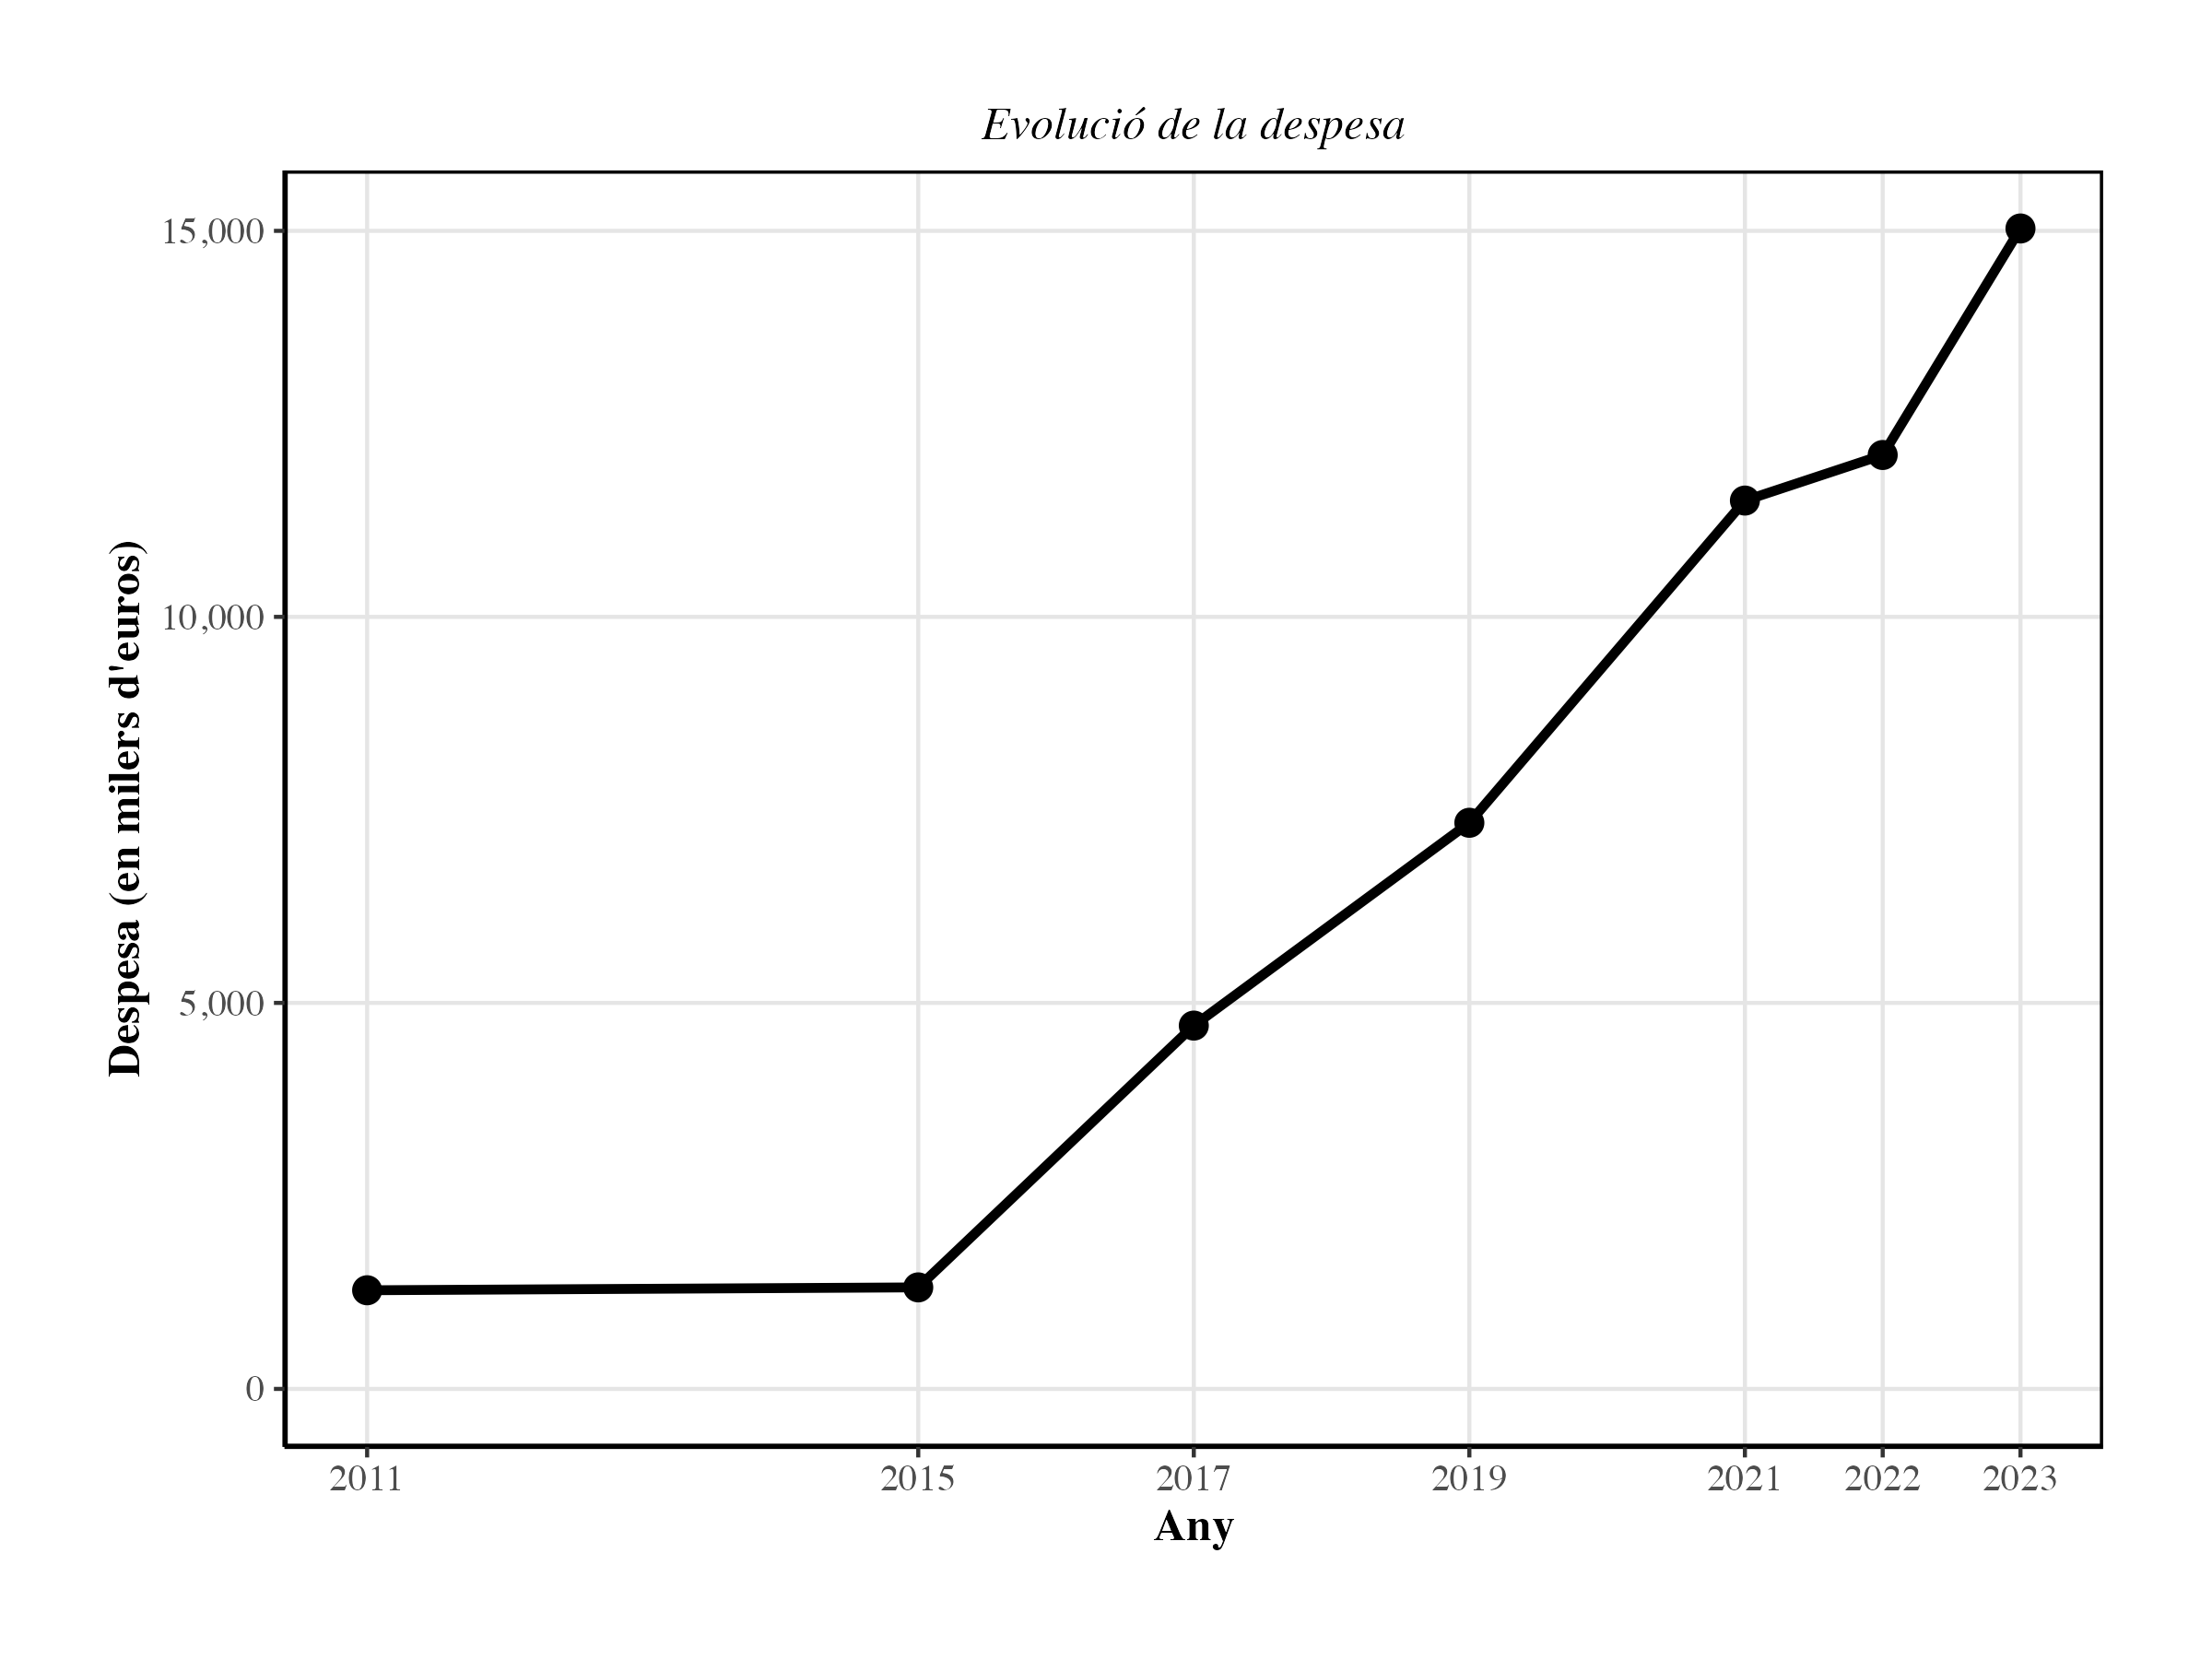 Evolució de la despesa
Despesa (en milers d'euros)
15,000
10,000
5,000
0
2011 2015 2017 2019 2021 2022 2023
Any